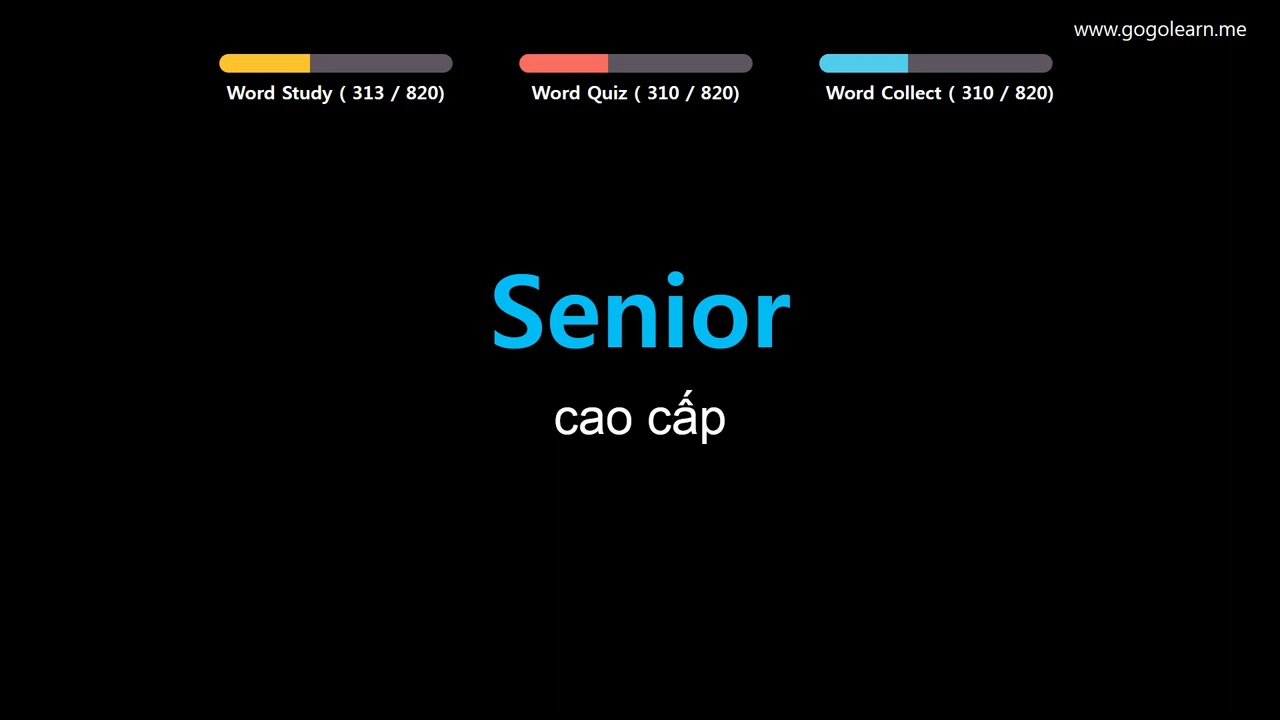 www.gogolearn.me
Word Study ( 313 / 820)
Word Quiz ( 310 / 820)
Word Collect ( 310 / 820)
Senior
cao cấp